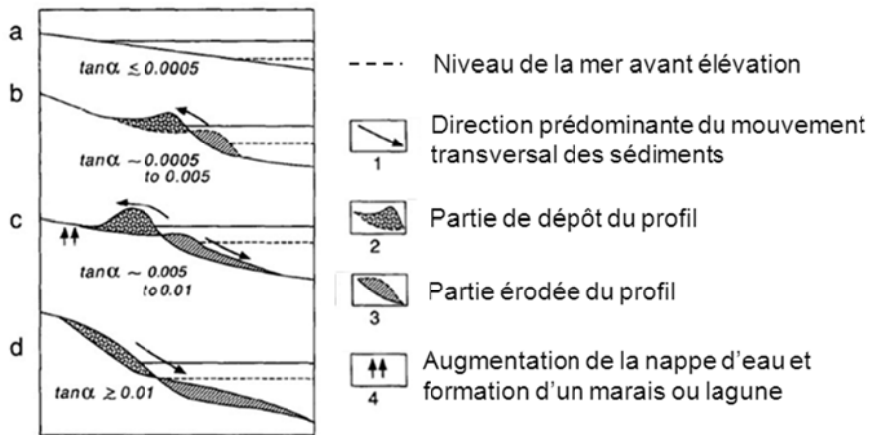 a
tanα ≲ 0.0005
b
tanα ~ 0.0005
to 0.005
c
tanα ~ 0.005
to 0.01
d
tanα ≳ 0.01
Niveau de la mer avant élévation
Direction prédominante du mouvement
transversal des sédiments
1
Partie de dépôt du profil
2
Partie érodée du profil
3
Augmentation de la nappe d'eau et
formation d'un marais ou lagune
4